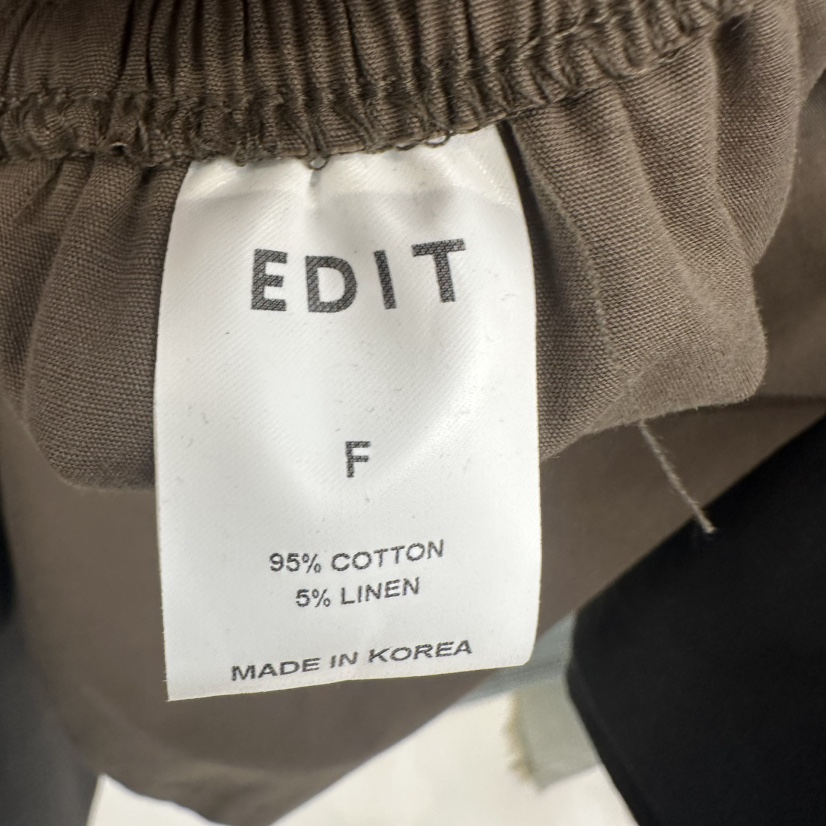 EDIT
F
95% COTTON
5% LINEN
MADE IN KOREA